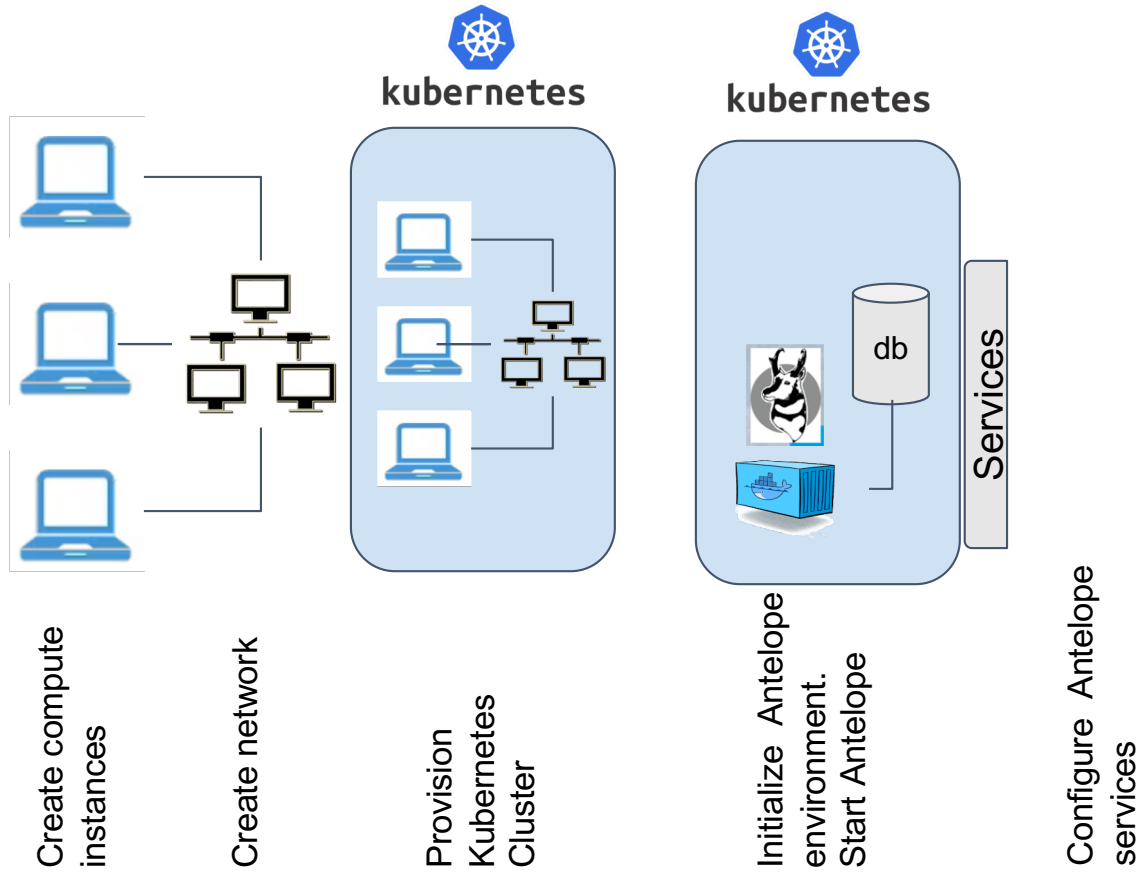 kubernetes
kubernetes
db
Services
Create compute
instances
Create network
Provision
Kubernetes
Cluster
Initialize Antelope
environment.
Start Antelope
Configure Antelope
services